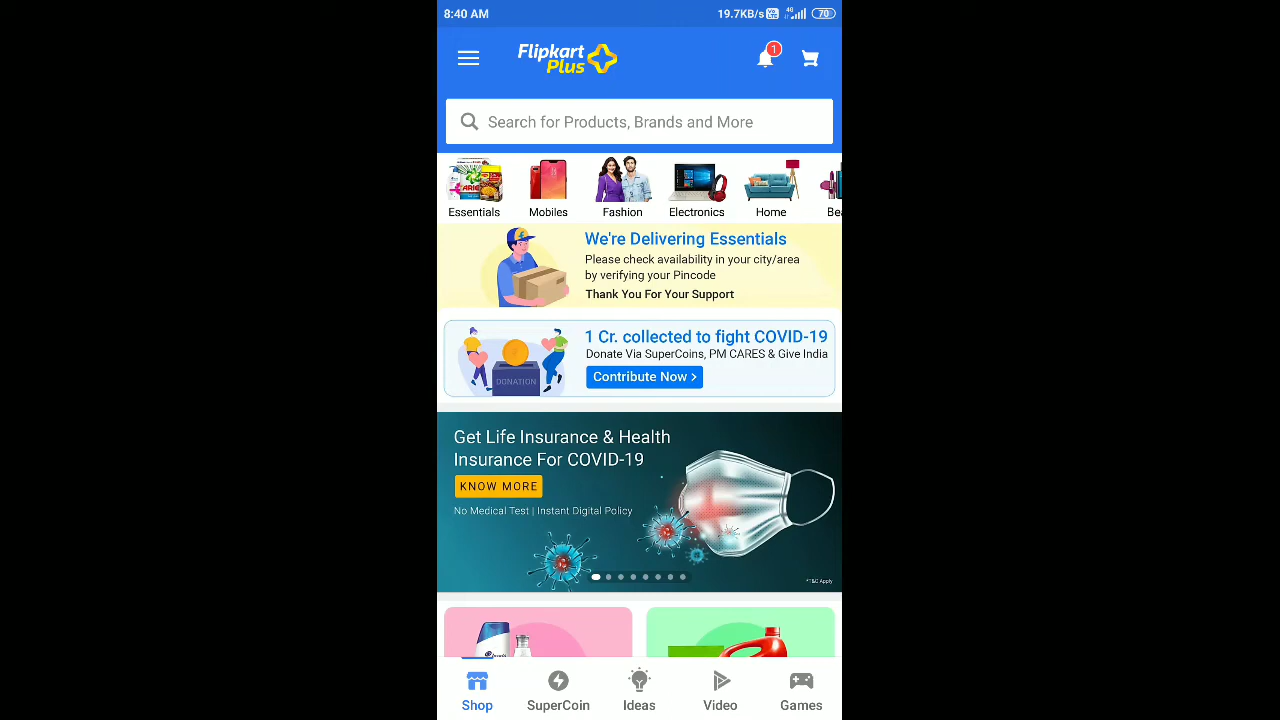 8:40 AM
19.7KB/s 4G 70
Flipkart
Plus
1
Search for Products, Brands and More
Essentials
Mobiles
Fashion
Electronics
Home
Be
We're Delivering Essentials
Please check availability in your city/area
by verifying your Pincode
Thank You For Your Support
1 Cr. collected to fight COVID-19
Donate Via SuperCoins, PM CARES & Give India
Contribute Now >
DONATION
Get Life Insurance & Health
Insurance For COVID-19
KNOW MORE
No Medical Test | Instant Digital Policy
*T&C Apply
Shop
SuperCoin
Ideas
Video
Games